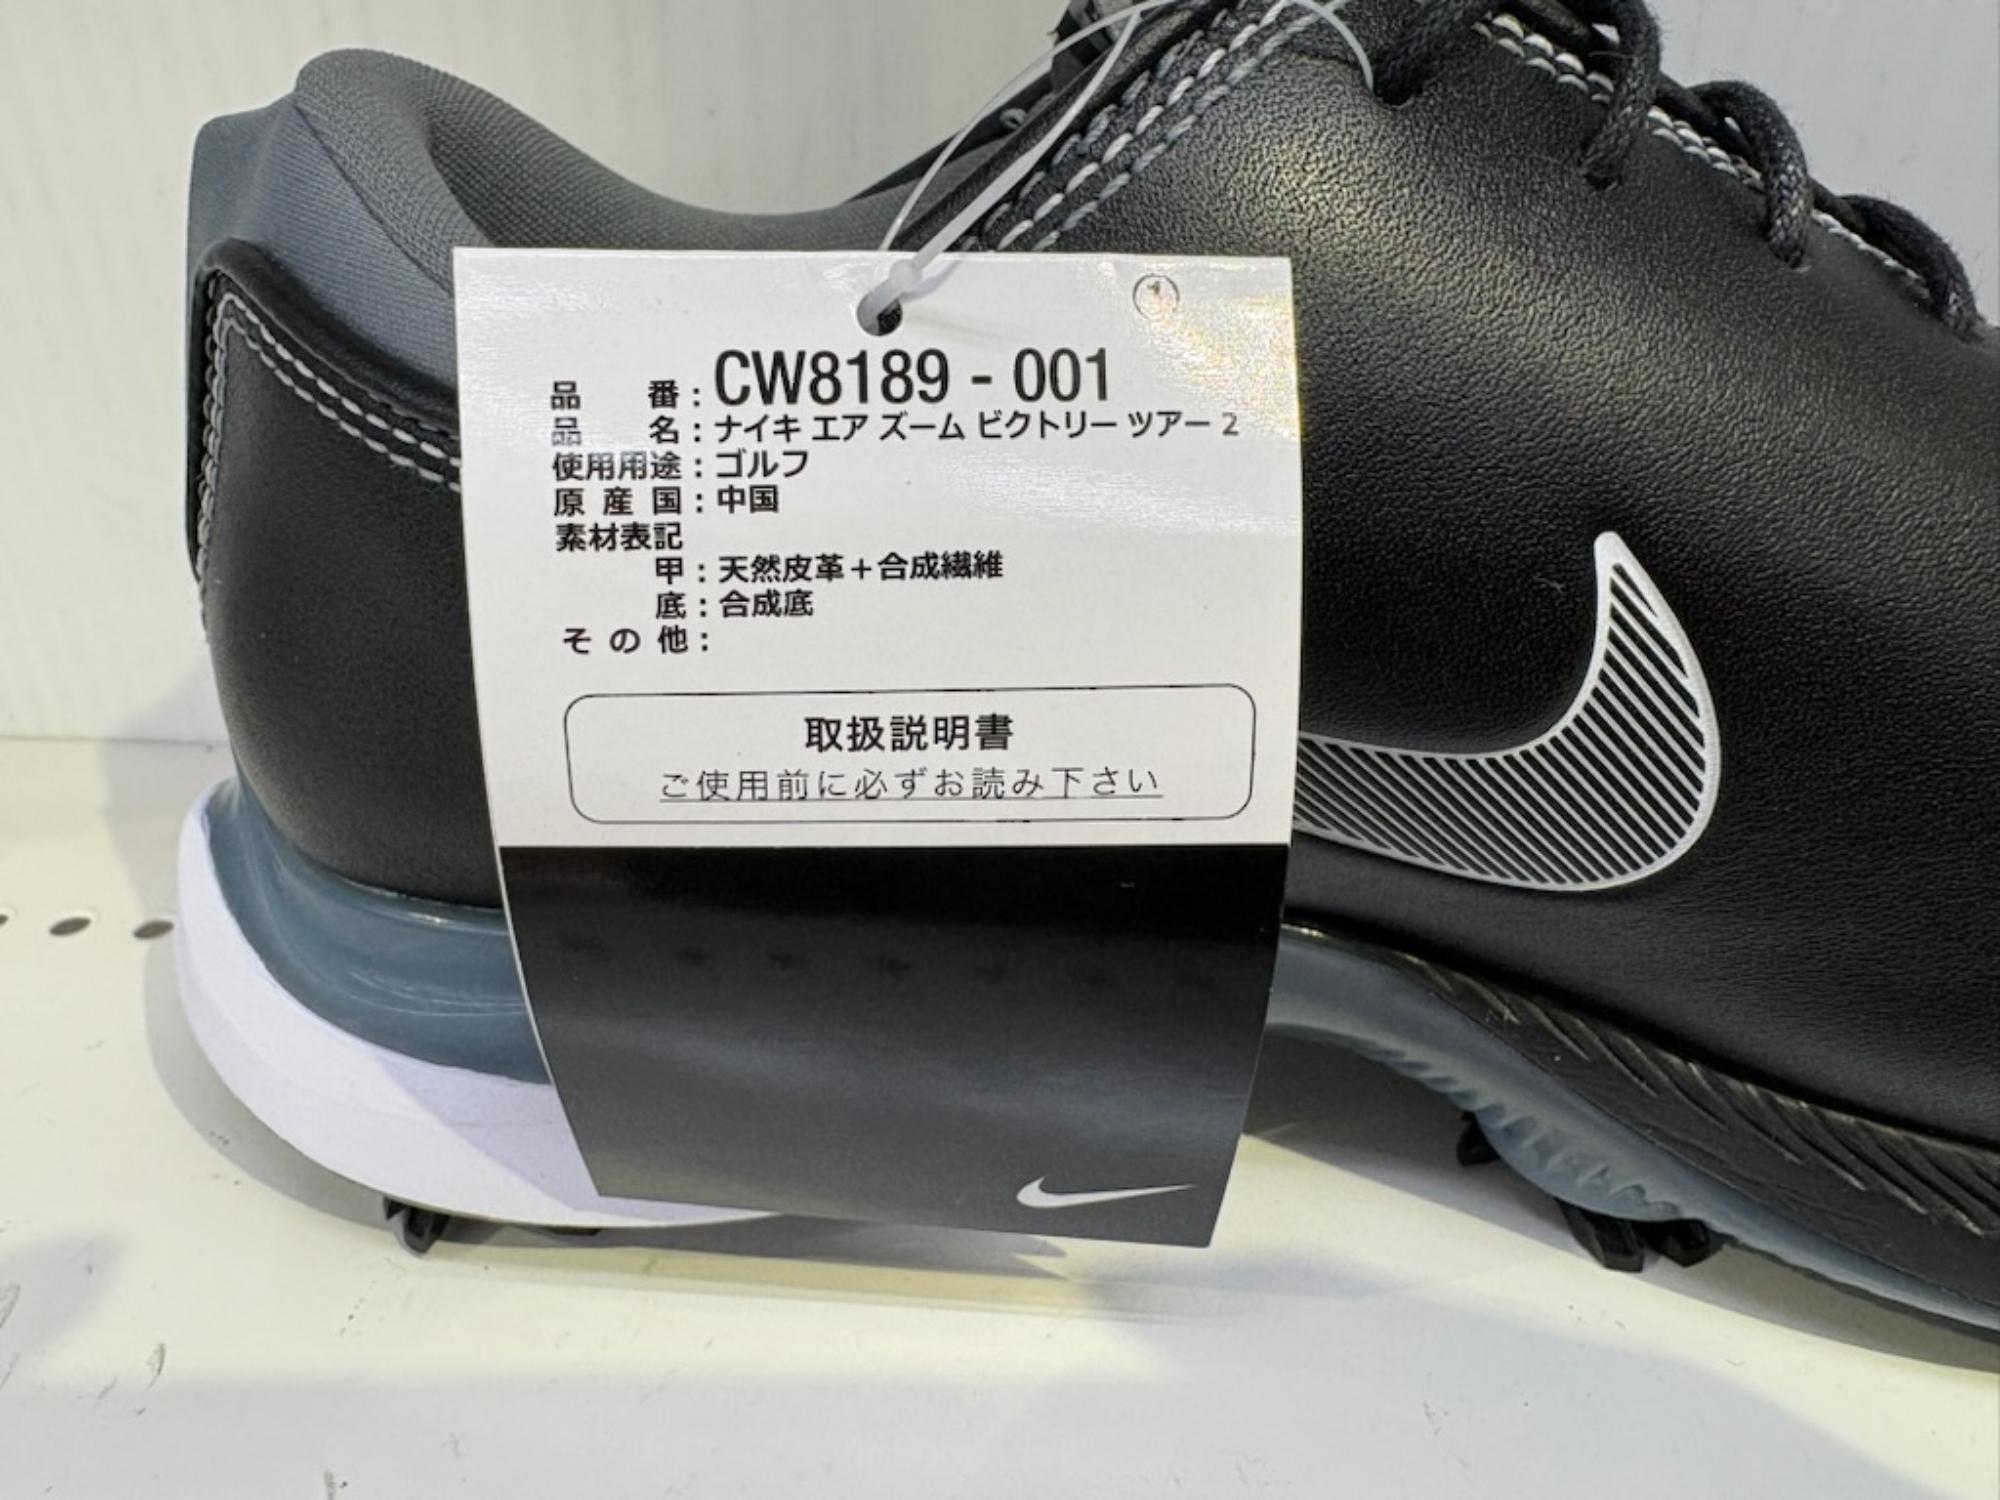 ①
品 番：CW8189 - 001
品 名：ナイキ エア ズーム ビクトリー ツアー 2
使用用途：ゴルフ
原 産 国：中国
素材表記
甲：天然皮革＋合成繊維
底：合成底
そ の 他：
取扱説明書
ご使用前に必ずお読み下さい